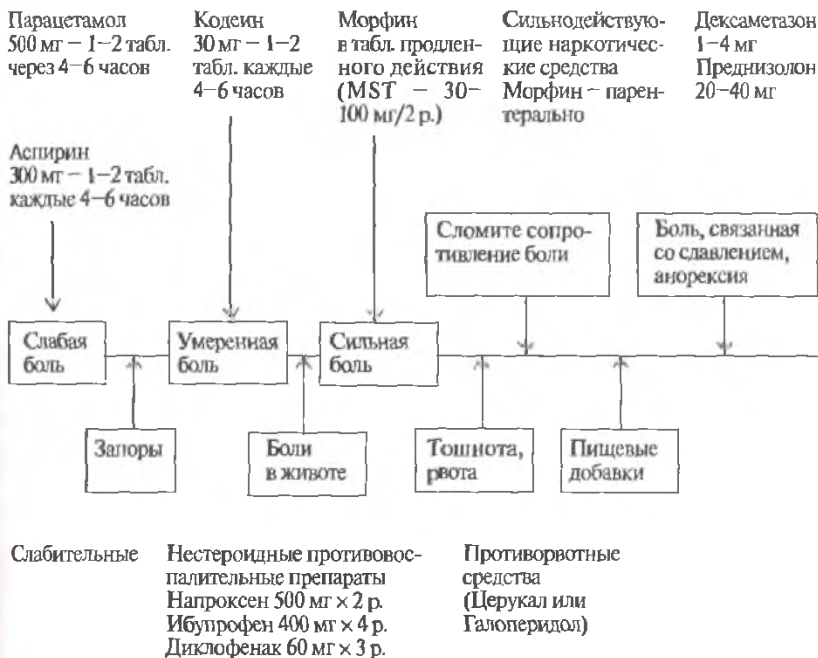 Парацетамол
500 мг – 1–2 табл.
через 4–6 часов
Кодеин
30 мг – 1–2
табл. каждые
4–6 часов
Морфин
в табл. продлен-
ного действия
(MST – 30–
100 мг/2 р.)
Сильнодействую-
щие наркотичес-
кие средства
Морфин – парен-
терально
Дексаметазон
1–4 мг
Преднизолон
20–40 мг
Аспирин
300 мг – 1–2 табл.
каждые 4–6 часов
Сломите сопро-
тивление боли
Боль, связанная
со сдавлением,
анорексия
Слабая
боль
Умеренная
боль
Сильная
боль
Запоры
Боли
в животе
Тошнота,
рвота
Пищевые
добавки
Слабительные
Нестероидные противовос-
палительные препараты
Напроксен 500 мг × 2 р.
Ибупрофен 400 мг × 4 р.
Диклофенак 60 мг × 3 р.
Противорвотные
средства
(Церукал или
Галоперидол)